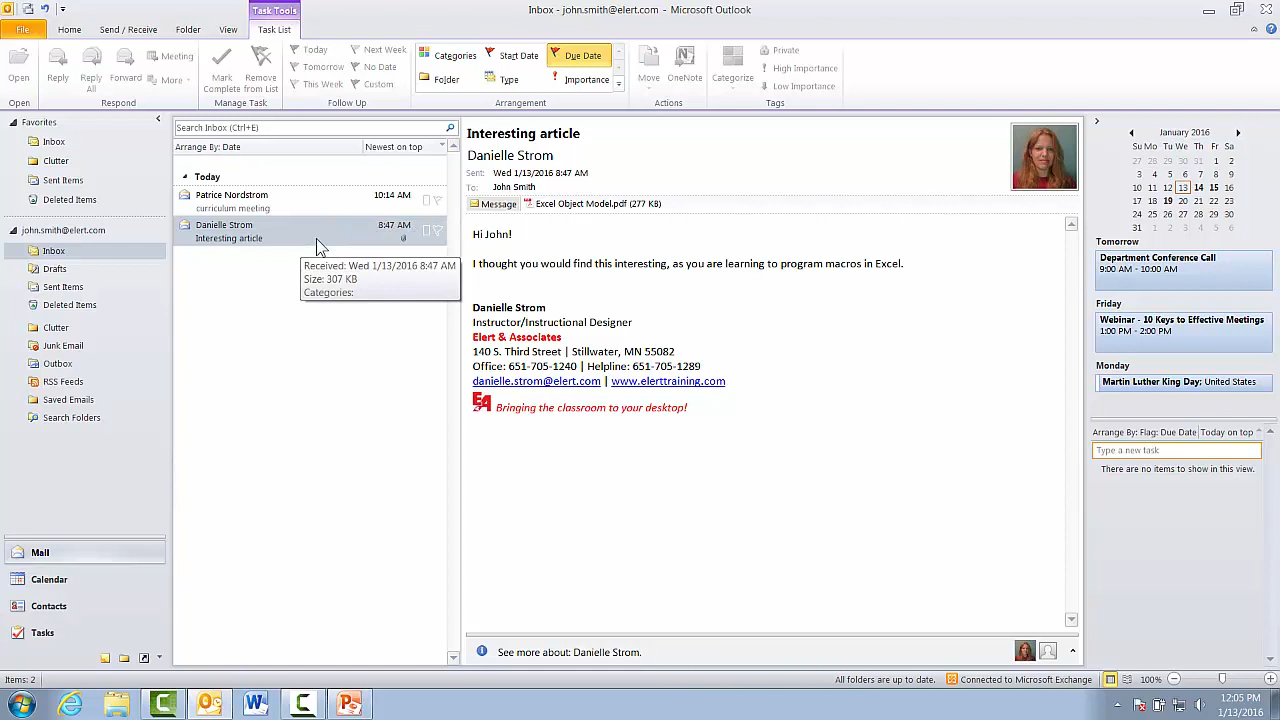 Inbox - john.smith@elert.com - Microsoft Outlook
Task Tools
File
Home
Send / Receive
Folder
View
Task List
Open
Reply
Reply All
Forward
Meeting
More
Mark Complete
Remove from List
Today
Tomorrow
This Week
Next Week
No Date
Custom
Categories
Start Date
Due Date
Folder
Type
Importance
Move
OneNote
Categorize
Private
High Importance
Low Importance
Open
Respond
Manage Task
Follow Up
Arrangement
Actions
Tags
Favorites
Inbox
Clutter
Sent Items
Deleted Items
john.smith@elert.com
Inbox
Drafts
Sent Items
Deleted Items
Clutter
Junk Email
Outbox
RSS Feeds
Saved Emails
Search Folders
Mail
Calendar
Contacts
Tasks
Search Inbox (Ctrl+E)
Arrange By: Date
Newest on top
Today
Patrice Nordstrom 10:14 AM
curriculum meeting
Danielle Strom 8:47 AM
Interesting article
Received: Wed 1/13/2016 8:47 AM
Size: 307 KB
Categories:
Interesting article
Danielle Strom
Sent: Wed 1/13/2016 8:47 AM
To: John Smith
Message
Excel Object Model.pdf (277 KB)
Hi John!
I thought you would find this interesting, as you are learning to program macros in Excel.
Danielle Strom
Instructor/Instructional Designer
Elert & Associates
140 S. Third Street | Stillwater, MN 55082
Office: 651-705-1240 | Helpline: 651-705-1289
danielle.strom@elert.com | www.elerttraining.com
EA Bringing the classroom to your desktop!
See more about: Danielle Strom.
January 2016
Su Mo Tu We Th Fr Sa
27 28 29 30 31 1 2
3 4 5 6 7 8 9
10 11 12 13 14 15 16
17 18 19 20 21 22 23
24 25 26 27 28 29 30
31 1 2 3 4 5 6
Tomorrow
Department Conference Call
9:00 AM - 10:00 AM
Friday
Webinar - 10 Keys to Effective Meetings
1:00 PM - 2:00 PM
Monday
Martin Luther King Day; United States
Arrange By: Flag: Due Date
Today on top
Type a new task
There are no items to show in this view.
Items: 2
All folders are up to date.
Connected to Microsoft Exchange
100%
12:05 PM
1/13/2016